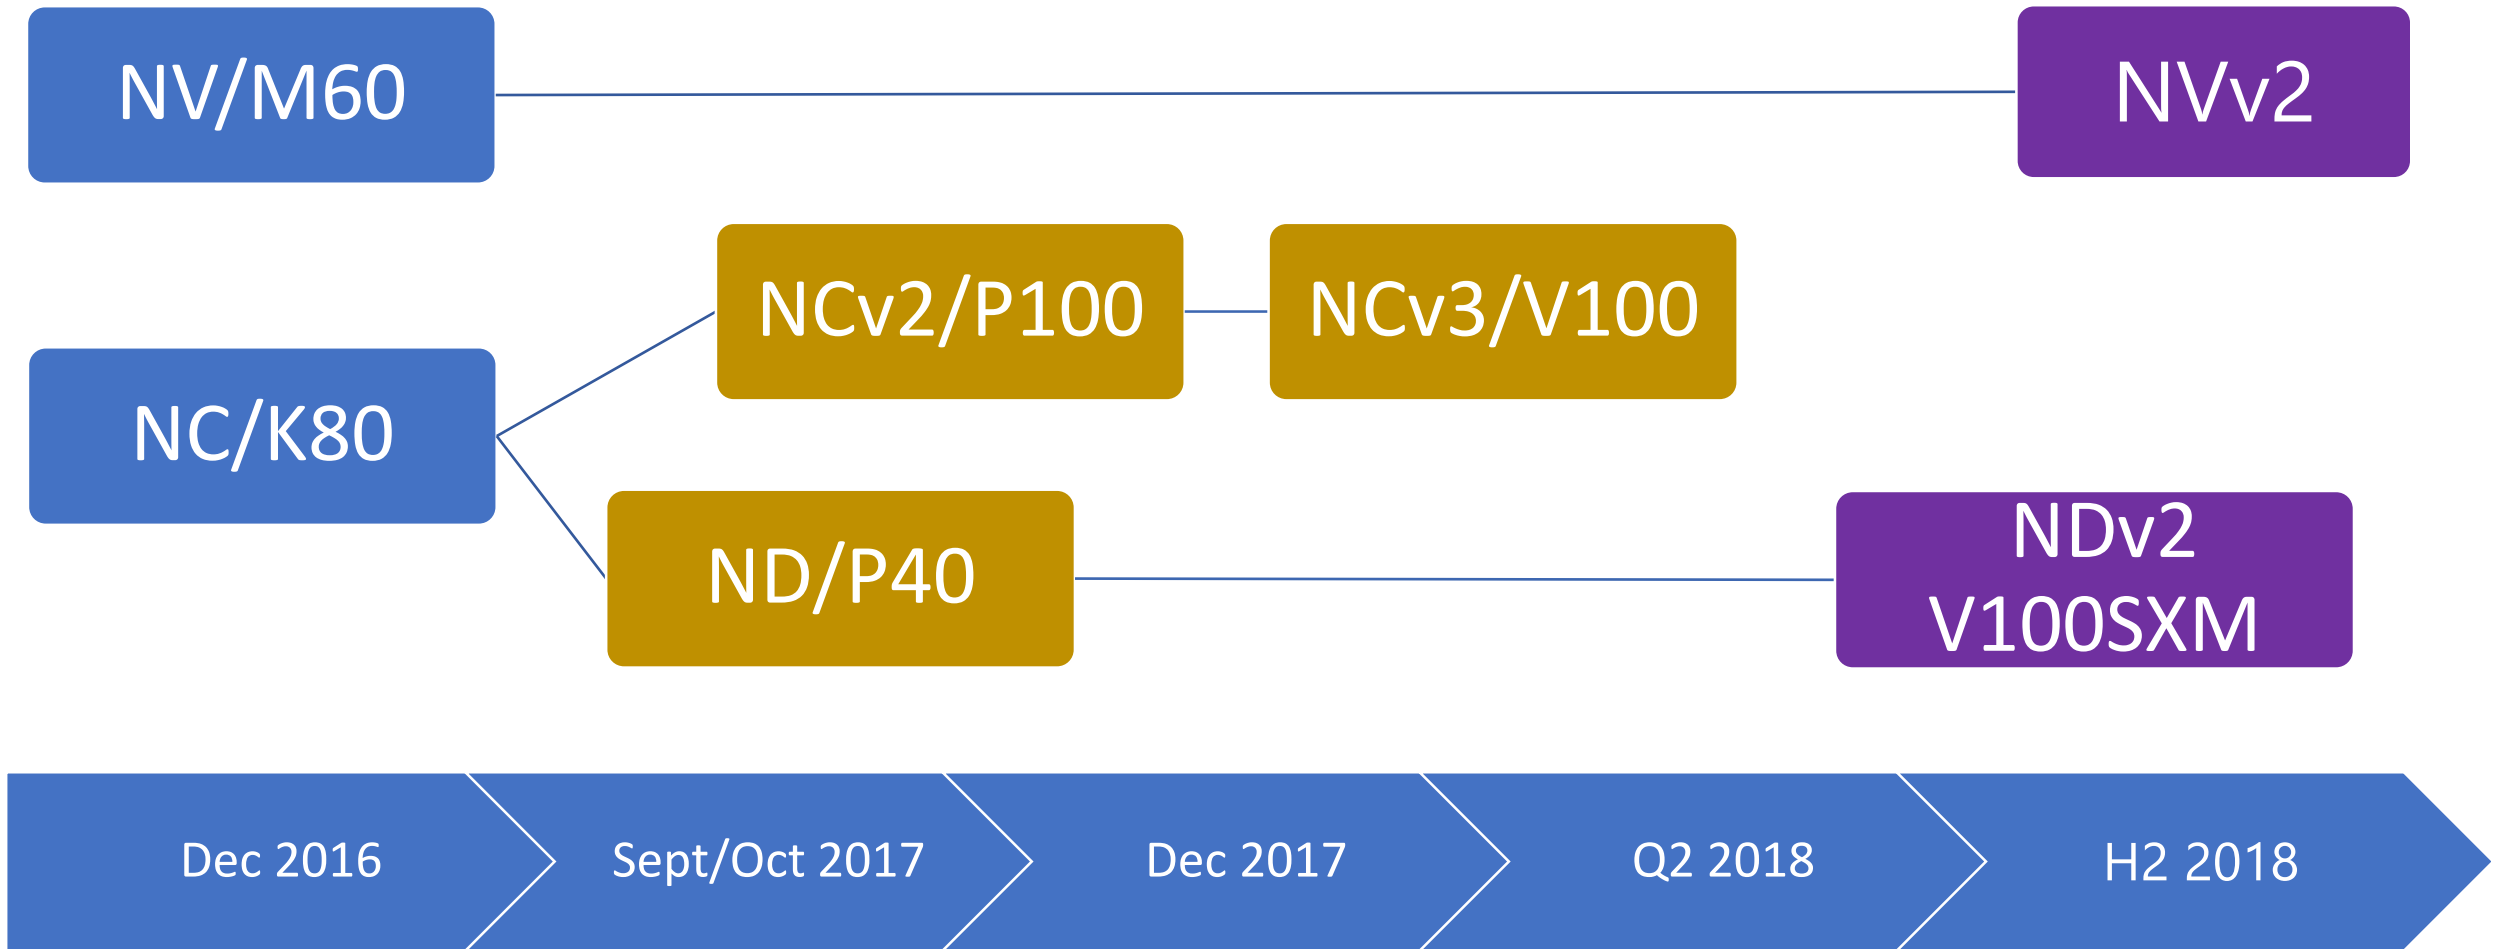 NV/M60
NVv2
NCv2/P100
NCv3/V100
NC/K80
ND/P40
NDv2
V100SXM
Dec 2016
Sept/Oct 2017
Dec 2017
Q2 2018
H2 2018